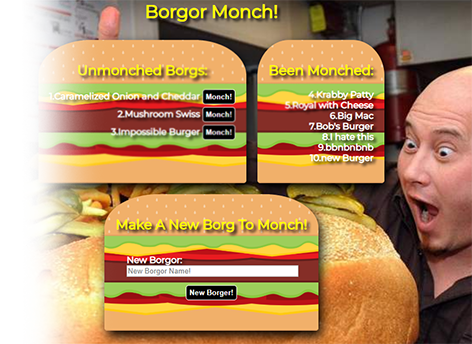 Borgor Monch!
Unmonched Borgs:
1.Caramelized Onion and Cheddar Monch!
2.Mushroom Swiss Monch!
3.Impossible Burger Monch!
Been Monched:
4.Krabby Patty
5.Royal with Cheese
6.Big Mac
7.Bob's Burger
8.I hate this
9.bbnbnbnb
10.new Burger
Make A New Borg To Monch!
New Borgor:
New Borgor Name!
New Borger!